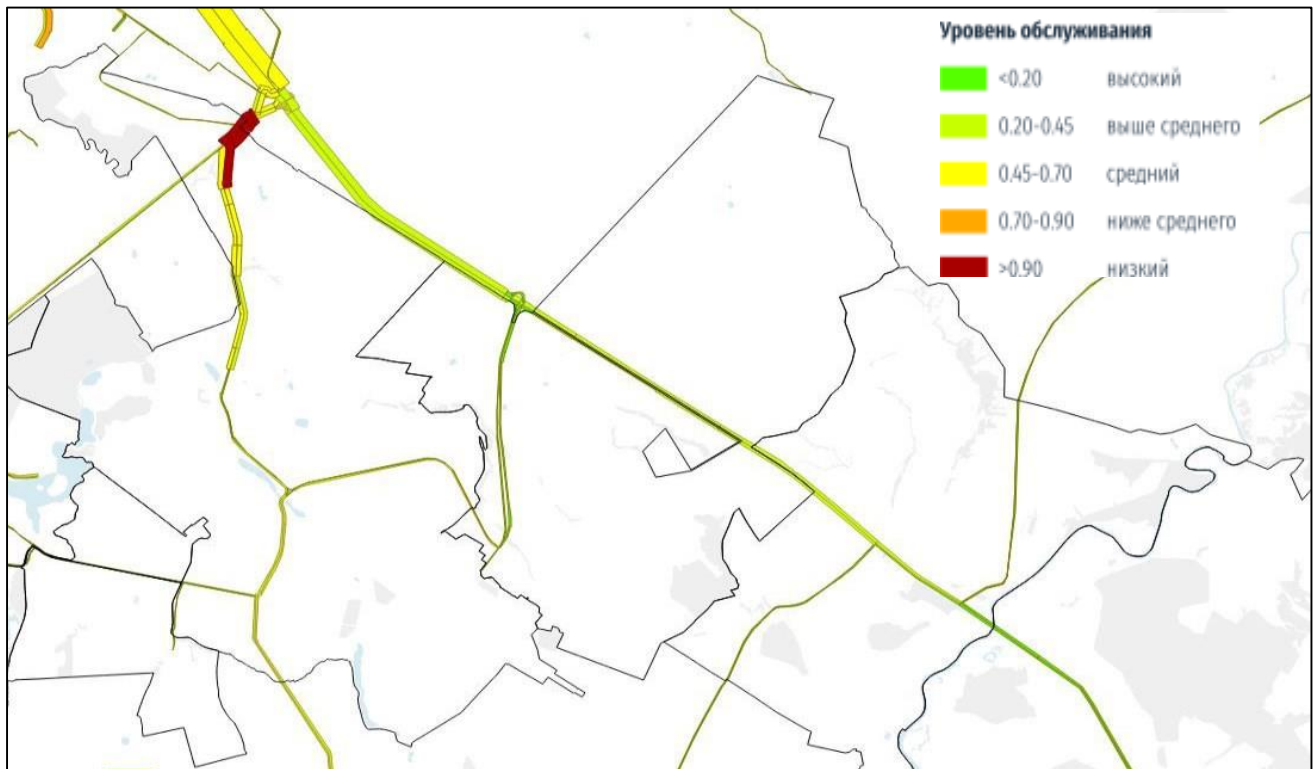 Уровень обслуживания
<0.20 высокий
0.20-0.45 выше среднего
0.45-0.70 средний
0.70-0.90 ниже среднего
>0.90 низкий